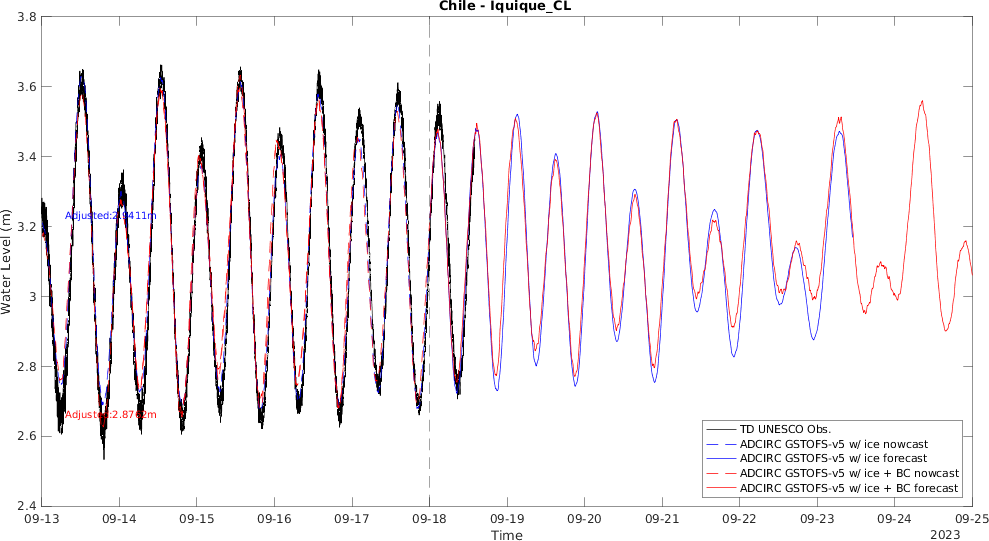 Chile - Iquique_CL
3.8
3.6
3.4
3.2
3
2.8
2.6
2.4
Water Level (m)
Adjusted:2.9411m
Adjusted:2.8762m
TD UNESCO Obs.
ADCIRC GSTOFS-v5 w/ ice nowcast
ADCIRC GSTOFS-v5 w/ ice forecast
ADCIRC GSTOFS-v5 w/ ice + BC nowcast
ADCIRC GSTOFS-v5 w/ ice + BC forecast
09-13 09-14 09-15 09-16 09-17 09-18 09-19 09-20 09-21 09-22 09-23 09-24 09-25
Time
2023